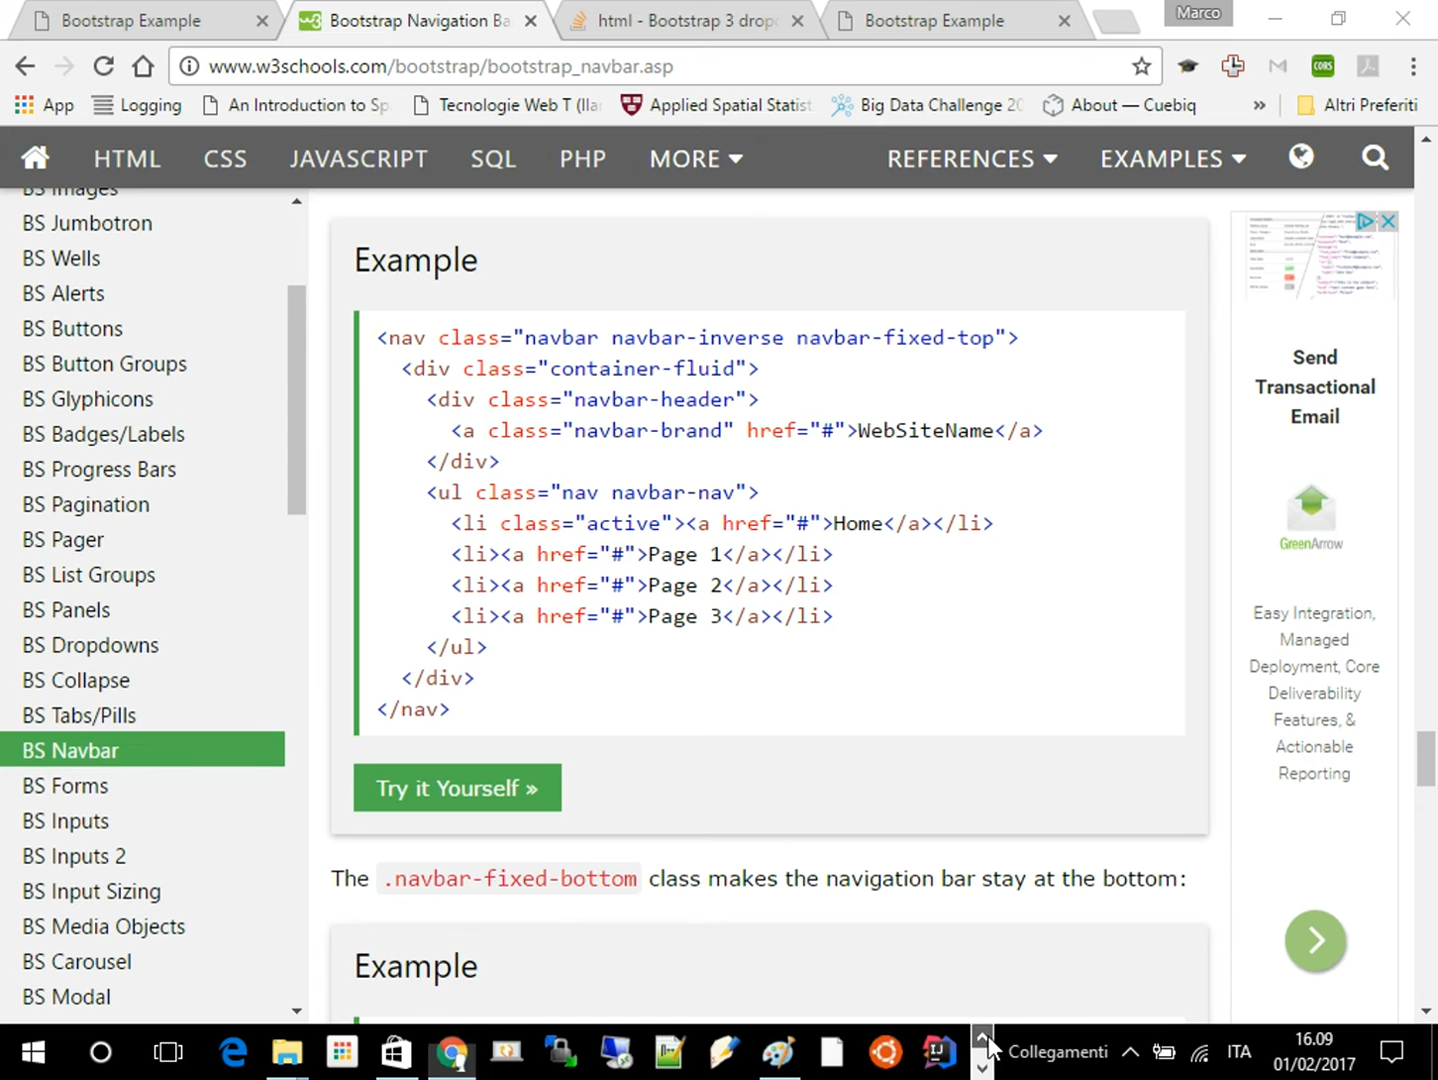 Bootstrap Example
Bootstrap Navigation Ba
html - Bootstrap 3 drop
Bootstrap Example
Marco
www.w3schools.com/bootstrap/bootstrap_navbar.asp
CORS
App
Logging
An Introduction to Sp
Tecnologie Web T (Ilar
Applied Spatial Statist
Big Data Challenge 20
About — Cuebiq
»
Altri Preferiti
HTML
CSS
JAVASCRIPT
SQL
PHP
MORE
REFERENCES
EXAMPLES
BS Images
BS Jumbotron
BS Wells
BS Alerts
BS Buttons
BS Button Groups
BS Glyphicons
BS Badges/Labels
BS Progress Bars
BS Pagination
BS Pager
BS List Groups
BS Panels
BS Dropdowns
BS Collapse
BS Tabs/Pills
BS Navbar
BS Forms
BS Inputs
BS Inputs 2
BS Input Sizing
BS Media Objects
BS Carousel
BS Modal
Example
<nav class="navbar navbar-inverse navbar-fixed-top">
<div class="container-fluid">
<div class="navbar-header">
<a class="navbar-brand" href="#">WebSiteName</a>
</div>
<ul class="nav navbar-nav">
<li class="active"><a href="#">Home</a></li>
<li><a href="#">Page 1</a></li>
<li><a href="#">Page 2</a></li>
<li><a href="#">Page 3</a></li>
</ul>
</div>
</nav>
Try it Yourself »
The .navbar-fixed-bottom class makes the navigation bar stay at the bottom:
Example
Send
Transactional
Email
GreenArrow
Easy Integration,
Managed
Deployment, Core
Deliverability
Features, &
Actionable
Reporting
Collegamenti
ITA
16.09
01/02/2017